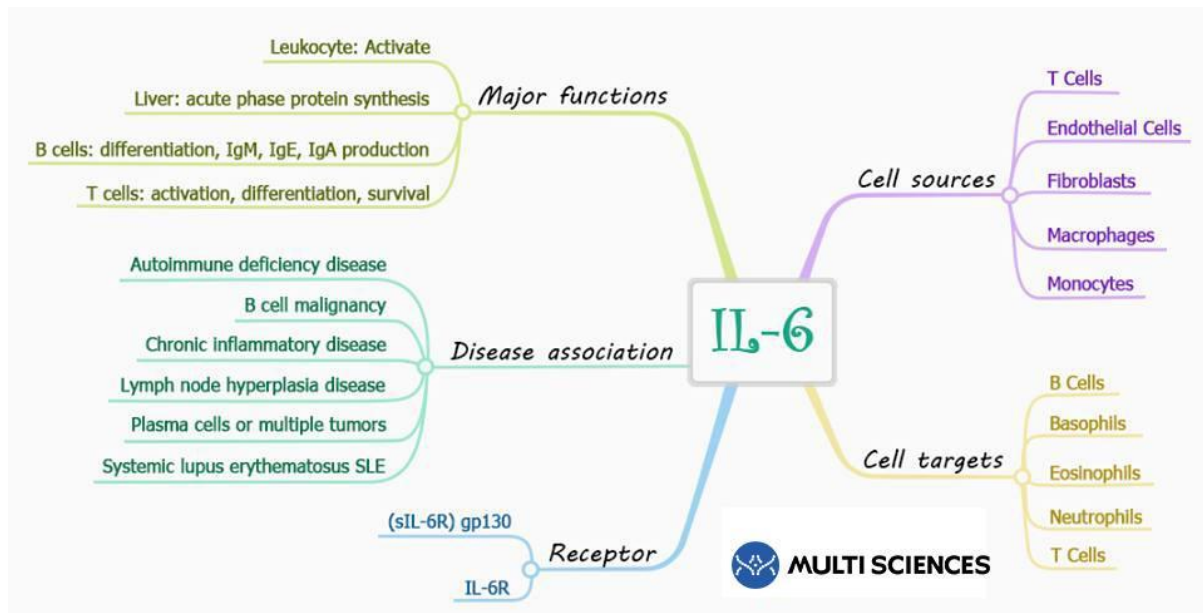 IL-6
Major functions
Leukocyte: Activate
Liver: acute phase protein synthesis
B cells: differentiation, IgM, IgE, IgA production
T cells: activation, differentiation, survival
Disease association
Autoimmune deficiency disease
B cell malignancy
Chronic inflammatory disease
Lymph node hyperplasia disease
Plasma cells or multiple tumors
Systemic lupus erythematosus SLE
Receptor
(sIL-6R) gp130
IL-6R
Cell sources
T Cells
Endothelial Cells
Fibroblasts
Macrophages
Monocytes
Cell targets
B Cells
Basophils
Eosinophils
Neutrophils
T Cells
MULTI SCIENCES